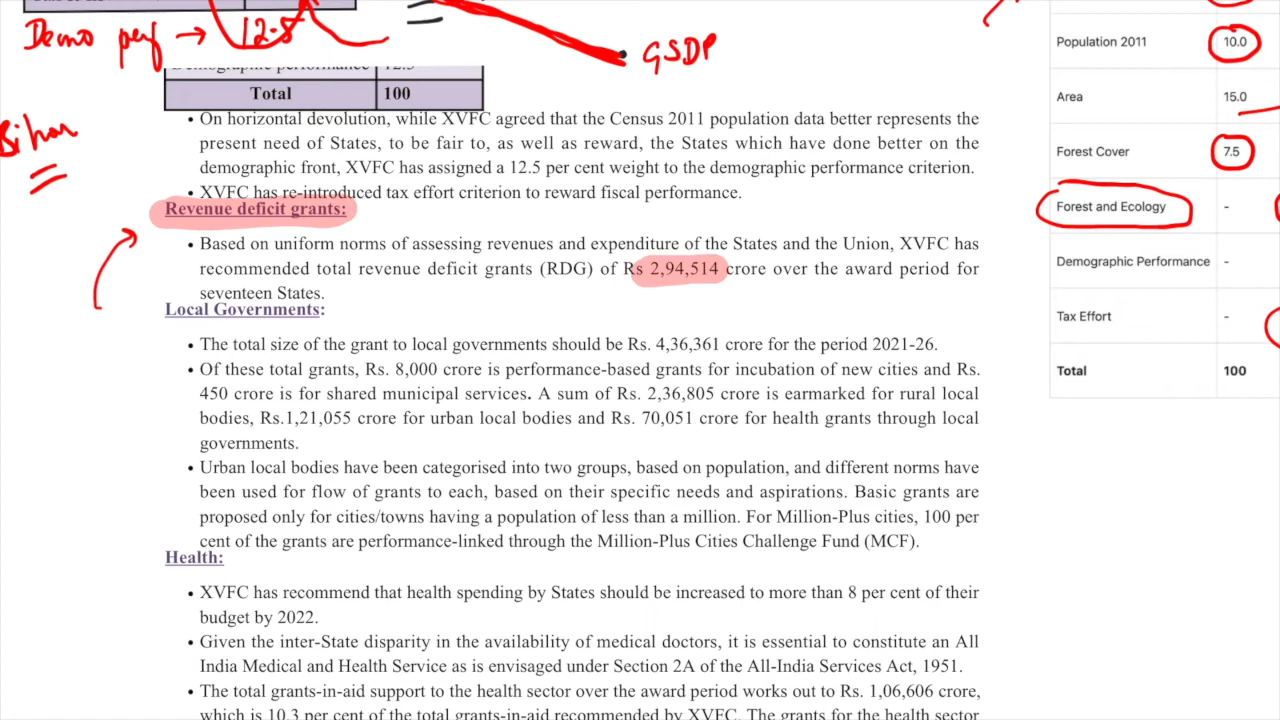 Demo perf → 12.5
GSDP
Total 100
Bihar
• On horizontal devolution, while XVFC agreed that the Census 2011 population data better represents the
present need of States, to be fair to, as well as reward, the States which have done better on the
demographic front, XVFC has assigned a 12.5 per cent weight to the demographic performance criterion.
• XVFC has re-introduced tax effort criterion to reward fiscal performance.
Revenue deficit grants:
• Based on uniform norms of assessing revenues and expenditure of the States and the Union, XVFC has
recommended total revenue deficit grants (RDG) of Rs 2,94,514 crore over the award period for
seventeen States.
Local Governments:
• The total size of the grant to local governments should be Rs. 4,36,361 crore for the period 2021-26.
• Of these total grants, Rs. 8,000 crore is performance-based grants for incubation of new cities and Rs.
450 crore is for shared municipal services. A sum of Rs. 2,36,805 crore is earmarked for rural local
bodies, Rs.1,21,055 crore for urban local bodies and Rs. 70,051 crore for health grants through local
governments.
• Urban local bodies have been categorised into two groups, based on population, and different norms have
been used for flow of grants to each, based on their specific needs and aspirations. Basic grants are
proposed only for cities/towns having a population of less than a million. For Million-Plus cities, 100 per
cent of the grants are performance-linked through the Million-Plus Cities Challenge Fund (MCF).
Health:
• XVFC has recommend that health spending by States should be increased to more than 8 per cent of their
budget by 2022.
• Given the inter-State disparity in the availability of medical doctors, it is essential to constitute an All
India Medical and Health Service as is envisaged under Section 2A of the All-India Services Act, 1951.
• The total grants-in-aid support to the health sector over the award period works out to Rs. 1,06,606 crore,
which is 10.3 per cent of the total grants-in-aid recommended by XVFC. The grants for the health sector
Population 2011 10.0
Area 15.0
Forest Cover 7.5
Forest and Ecology -
Demographic Performance -
Tax Effort -
Total 100